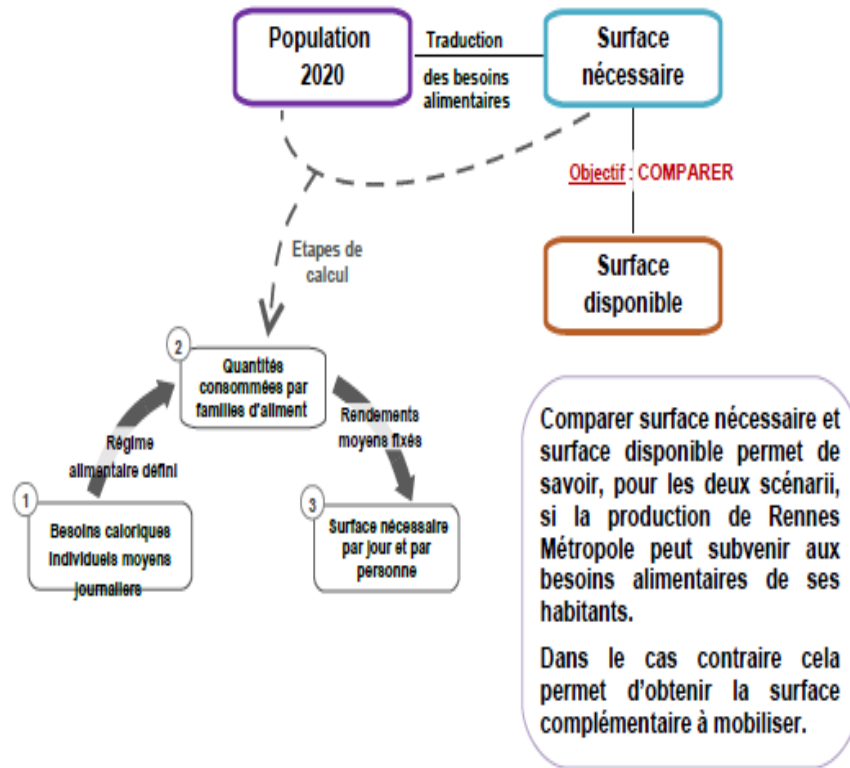 Population
2020
Traduction
des besoins
alimentaires
Surface
nécessaire
Objectif : COMPARER
Surface
disponible
Etapes de
calcul
2
Quantités
consommées par
familles d'aliment
Régime
alimentaire défini
Rendements
moyens fixés
1
Besoins caloriques
Individuels moyens
journaliers
3
Surface nécessaire
par jour et par
personne
Comparer surface nécessaire et
surface disponible permet de
savoir, pour les deux scénarii,
si la production de Rennes
Métropole peut subvenir aux
besoins alimentaires de ses
habitants.
Dans le cas contraire cela
permet d'obtenir la surface
complémentaire à mobiliser.